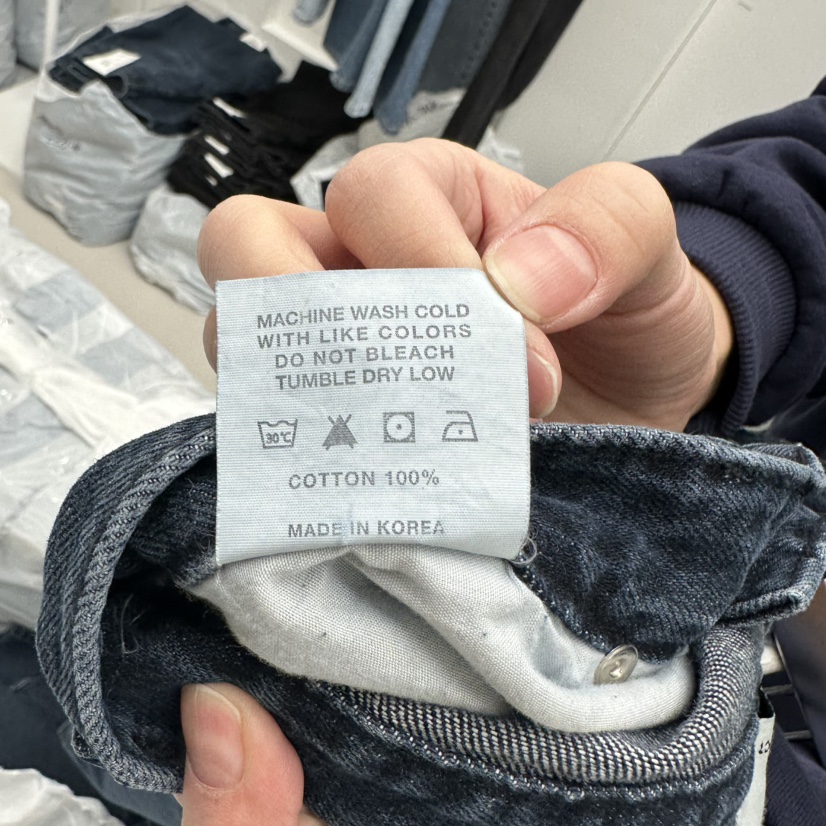 MACHINE WASH COLD
WITH LIKE COLORS
DO NOT BLEACH
TUMBLE DRY LOW
30℃
COTTON 100%
MADE IN KOREA